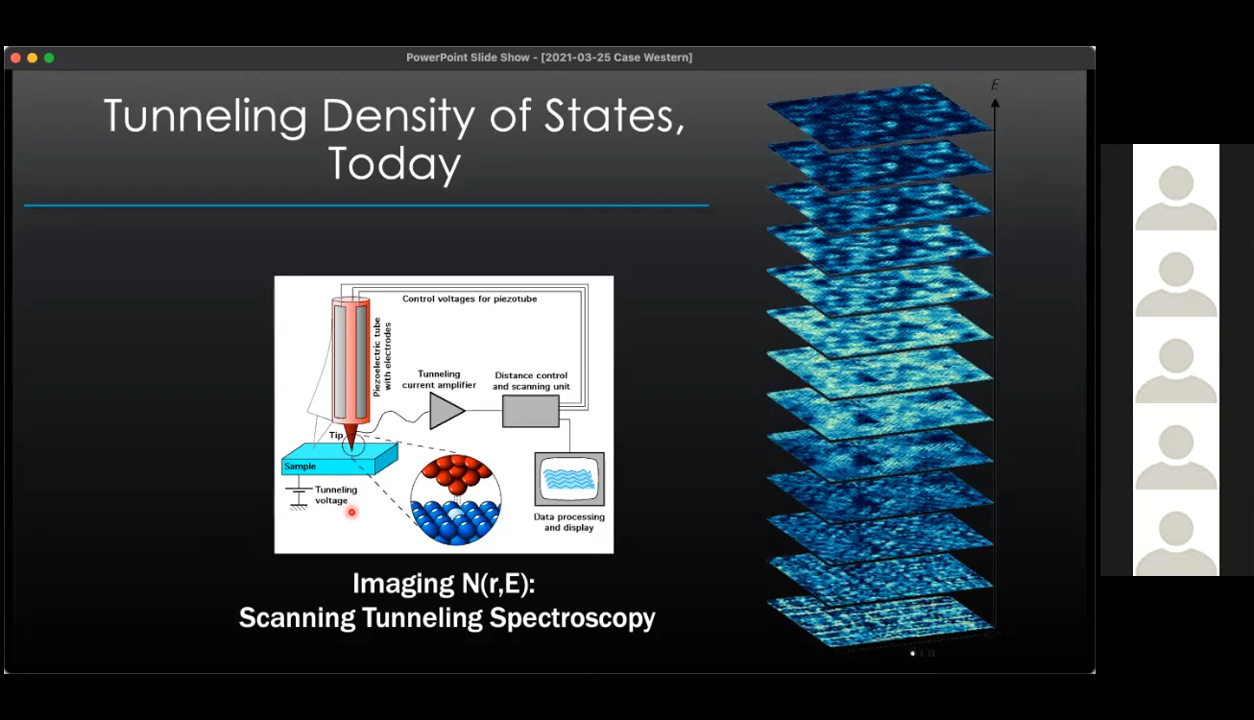 PowerPoint Slide Show - [2021-03-25 Case Western]
Tunneling Density of States,
Today
E
Control voltages for piezotube
Piezoelectric tube
with electrodes
Tunneling
current amplifier
Distance control
and scanning unit
Tip
Sample
Tunneling
voltage
Data processing
and display
Imaging N(r,E):
Scanning Tunneling Spectroscopy